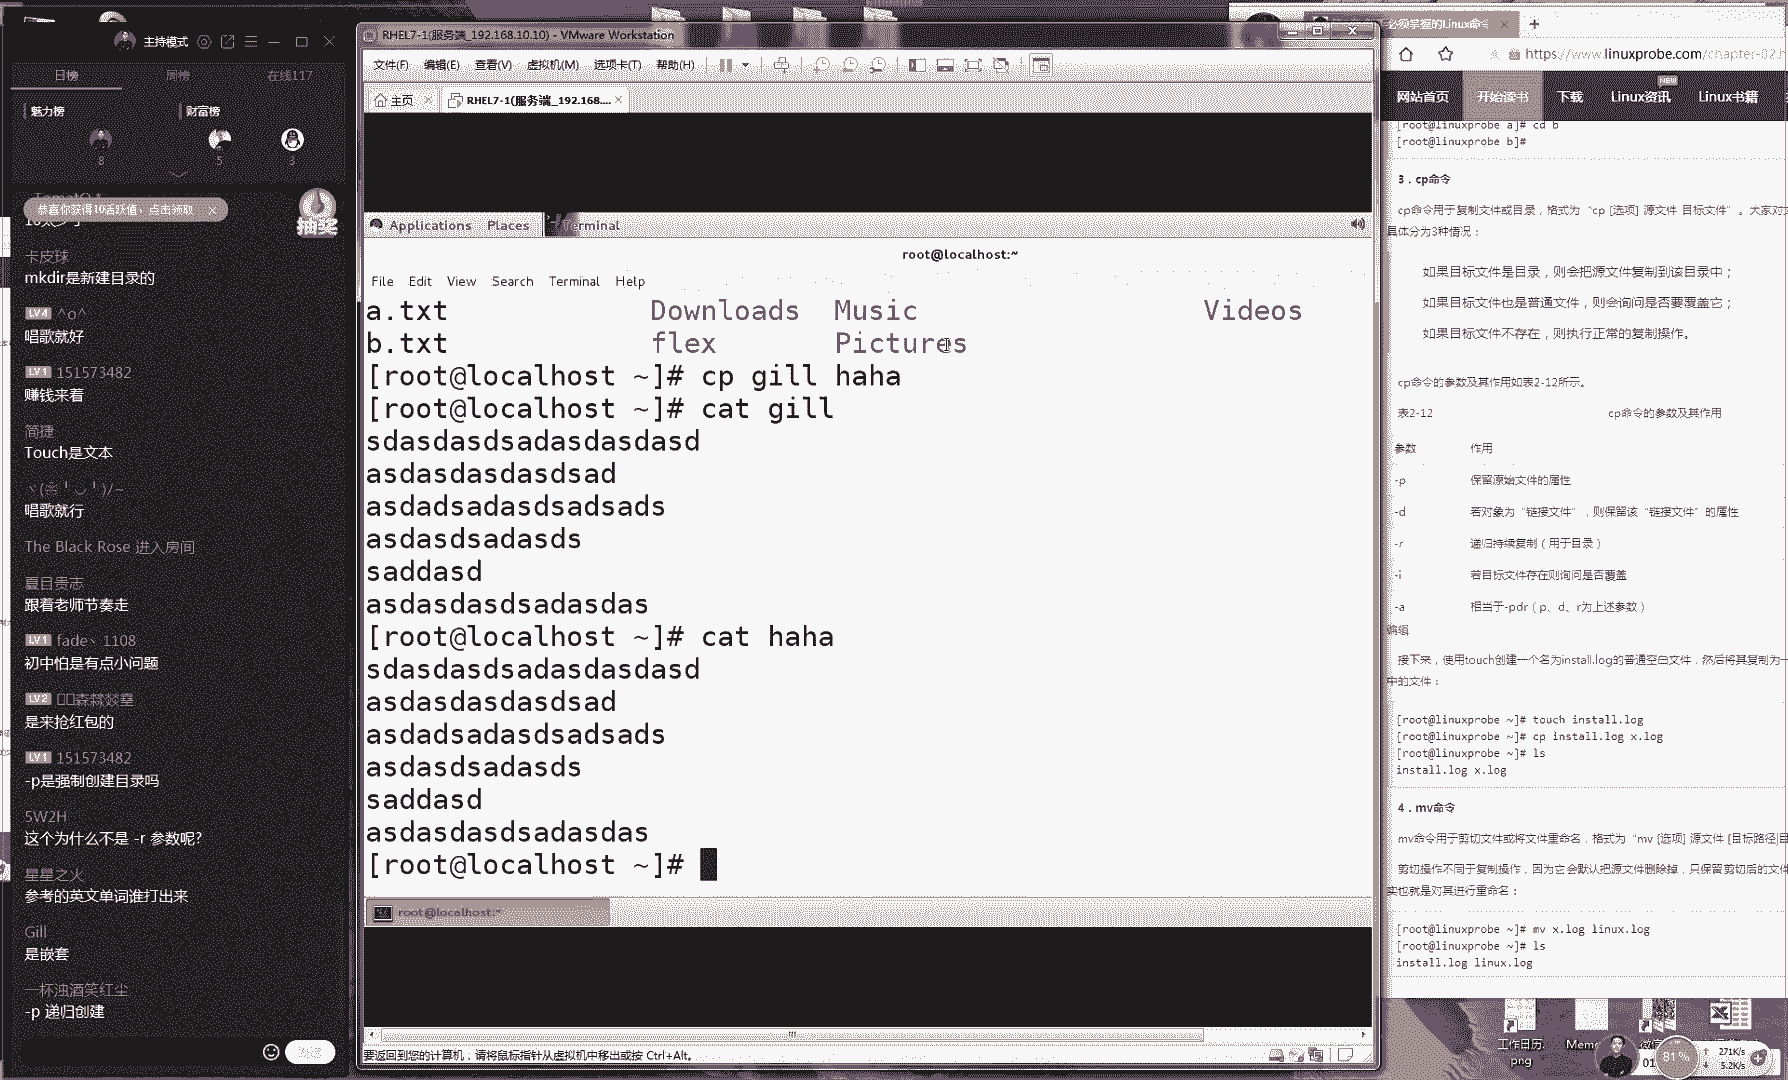 主持模式
日榜 周榜 在线117
魅力榜 财富榜
8 5 3
恭喜你获得10活跃值，点击领取 ×
抽奖
卡皮球
mkdir是新建目录的
LV4 ^o^
唱歌就好
LV1 151573482
赚钱来着
简捷
Touch是文本
唱歌就行
The Black Rose 进入房间
夏目贵志
跟着老师节奏走
LV1 fade丶1108
初中怕是有点小问题
LV2
是来抢红包的
LV1 151573482
-p是强制创建目录吗
5W2H
这个为什么不是 -r 参数呢?
星星之火
参考的英文单词谁打出来
Gill
是嵌套
一杯浊酒笑红尘
-p 递归创建
RHEL7-1(服务端_192.168.10.10) - VMware Workstation
文件(F) 编辑(E) 查看(V) 虚拟机(M) 选项卡(T) 帮助(H)
主页 × RHEL7-1(服务端_192.168.... ×
Applications Places Terminal
root@localhost:~
File Edit View Search Terminal Help
a.txt Downloads Music Videos
b.txt flex Pictures
[root@localhost ~]# cp gill haha
[root@localhost ~]# cat gill
sdasdasdsadasdasdasd
asdasdasdasdsad
asdadsadasdsadsads
asdasdsadasds
saddasd
asdasdasdsadasdas
[root@localhost ~]# cat haha
sdasdasdsadasdasdasd
asdasdasdasdsad
asdadsadasdsadsads
asdasdsadasds
saddasd
asdasdasdsadasdas
[root@localhost ~]#
root@localhost:~
要返回到您的计算机，请将鼠标指针从虚拟机中移出或按 Ctrl+Alt。
必须掌握的Linux命令 × +
https://www.linuxprobe.com/chapter-02.
网站首页 开始读书 下载 Linux资讯 NEW Linux书籍
[root@linuxprobe a]# cd b
[root@linuxprobe b]#
3．cp命令
cp命令用于复制文件或目录，格式为“cp [选项] 源文件 目标文件”。大家对
具体分为3种情况：
如果目标文件是目录，则会把源文件复制到该目录中；
如果目标文件也是普通文件，则会询问是否要覆盖它；
如果目标文件不存在，则执行正常的复制操作。
cp命令的参数及其作用如表2-12所示。
表2-12 cp命令的参数及其作用
参数 作用
-p 保留原始文件的属性
-d 若对象为“链接文件”，则保留该“链接文件”的属性
-r 递归持续复制（用于目录）
-i 若目标文件存在则询问是否覆盖
-a 相当于-pdr（p、d、r为上述参数）
编辑
接下来，使用touch创建一个名为install.log的普通空白文件，然后将其复制为一
中的文件：
[root@linuxprobe ~]# touch install.log
[root@linuxprobe ~]# cp install.log x.log
[root@linuxprobe ~]# ls
install.log x.log
4．mv命令
mv命令用于剪切文件或将文件重命名，格式为“mv [选项] 源文件 [目标路径|目
剪切操作不同于复制操作，因为它会默认把源文件删除掉，只保留剪切后的文件
实也就是对其进行重命名：
[root@linuxprobe ~]# mv x.log linux.log
[root@linuxprobe ~]# ls
install.log linux.log
工作日历.
png
81%
271K/s
5.2K/s